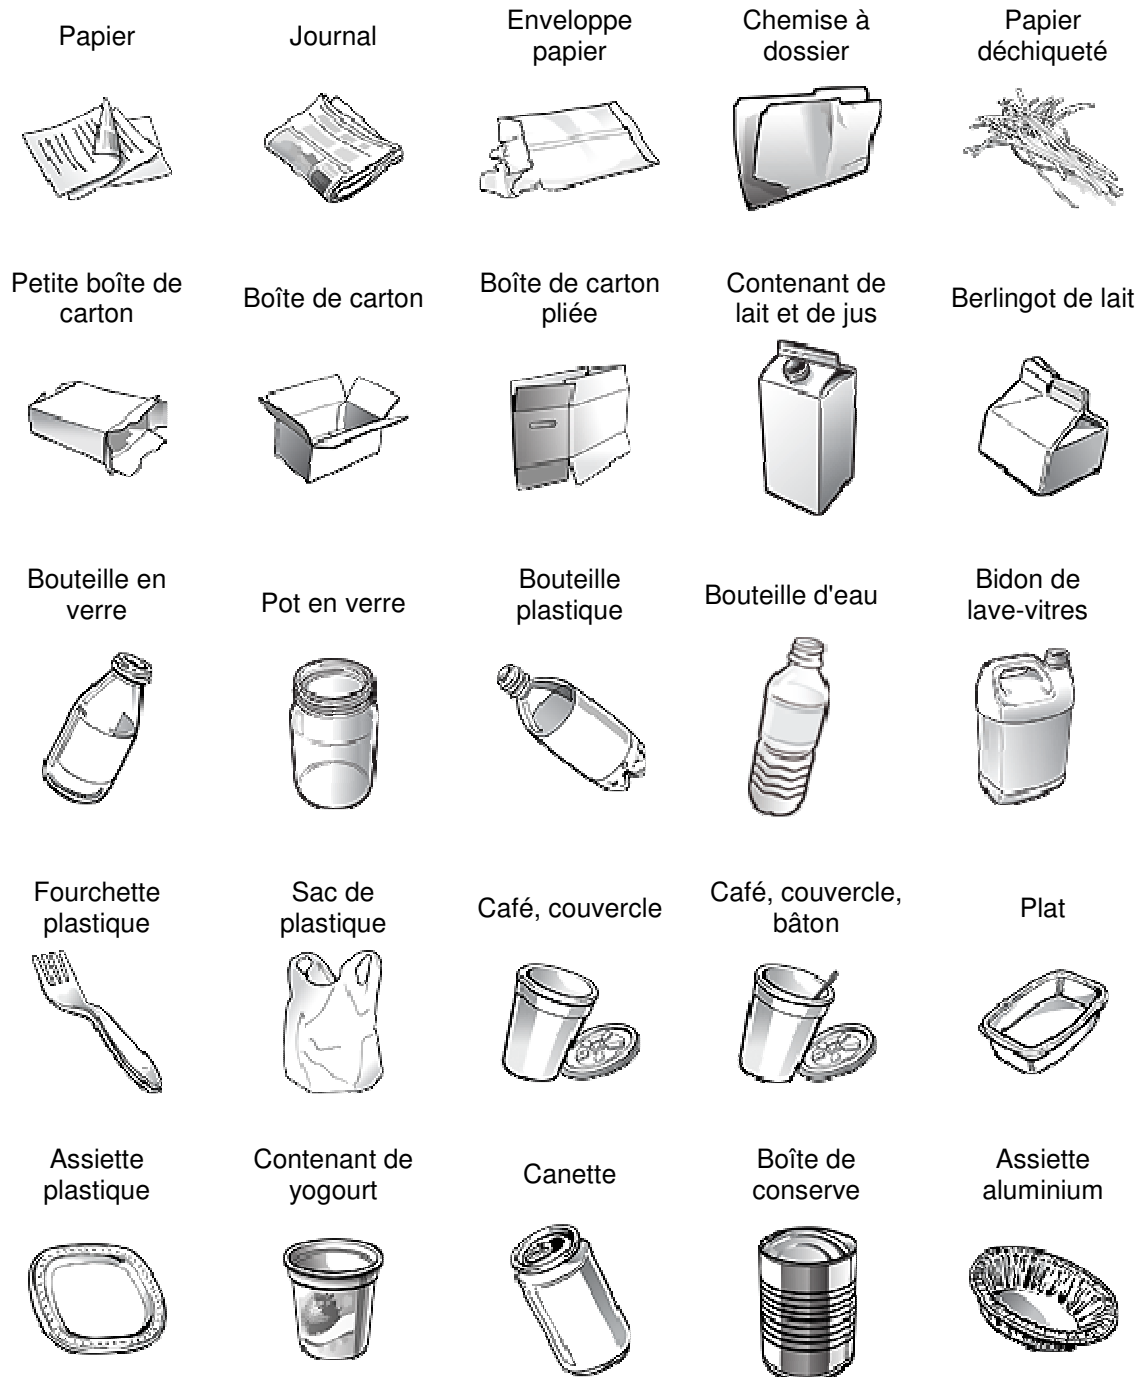 Papier
Journal
Enveloppe
papier
Chemise à
dossier
Papier
déchiqueté
Petite boîte de
carton
Boîte de carton
Boîte de carton
pliée
Contenant de
lait et de jus
Berlingot de lait
Bouteille en
verre
Pot en verre
Bouteille
plastique
Bouteille d'eau
Bidon de
lave-vitres
Fourchette
plastique
Sac de
plastique
Café, couvercle
Café, couvercle,
bâton
Plat
Assiette
plastique
Contenant de
yogourt
Canette
Boîte de
conserve
Assiette
aluminium